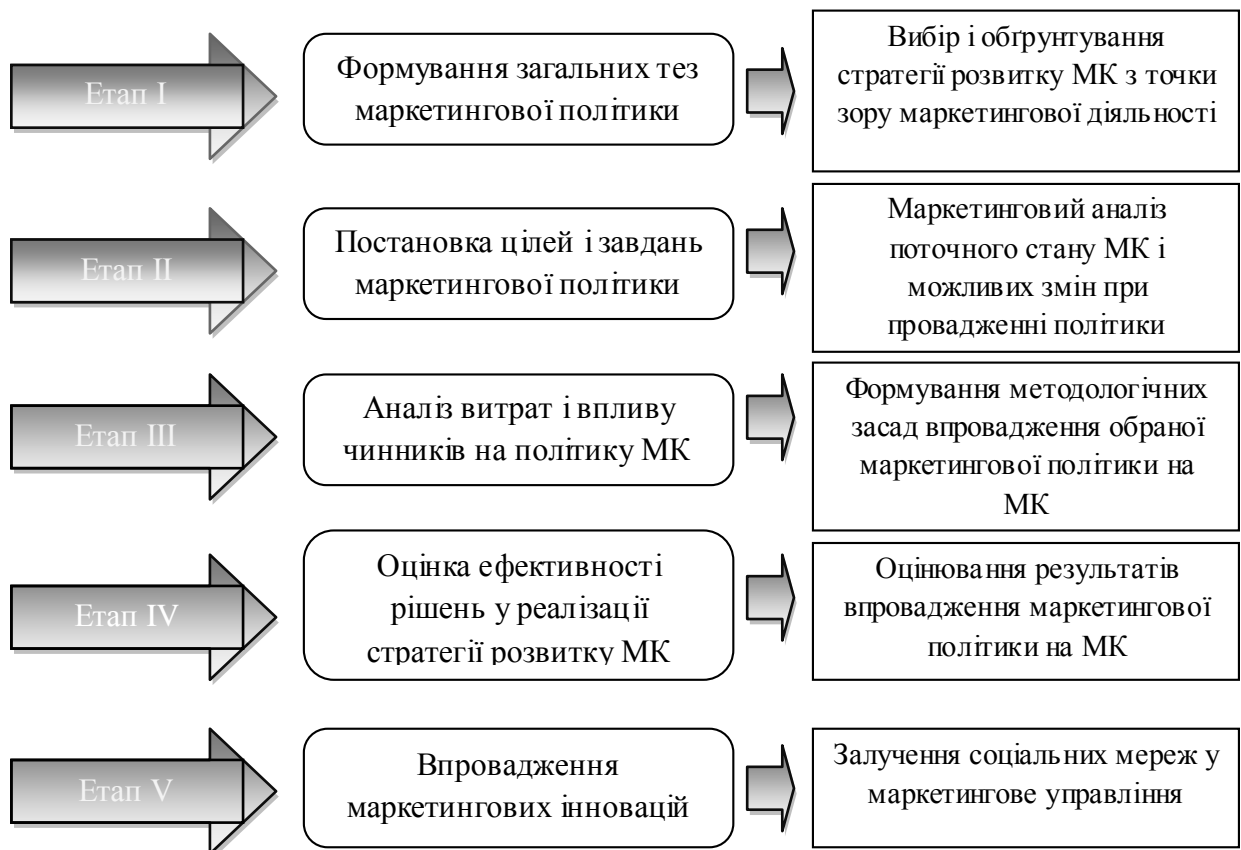 Етап I
Формування загальних тез
маркетингової політики
Вибір і обґрунтування
стратегії розвитку МК з точки
зору маркетингової діяльності
Етап II
Постановка цілей і завдань
маркетингової політики
Маркетинговий аналіз
поточного стану МК і
можливих змін при
провадженні політики
Етап III
Аналіз витрат і впливу
чинників на політику МК
Формування методологічних
засад впровадження обраної
маркетингової політики на
МК
Етап IV
Оцінка ефективності
рішень у реалізації
стратегії розвитку МК
Оцінювання результатів
впровадження маркетингової
політики на МК
Етап V
Впровадження
маркетингових інновацій
Залучення соціальних мереж у
маркетингове управління